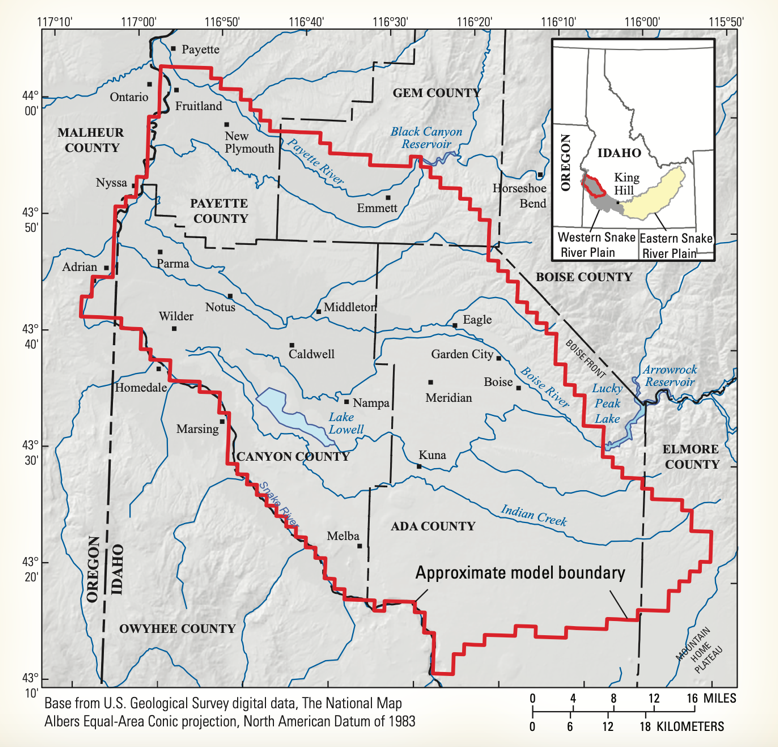 117°10'
117°00'
116°50'
116°40'
116°30'
116°20'
116°10'
116°00'
115°50'
44°
00'
43°
50'
43°
40'
43°
30'
43°
20'
43°
10'
Payette
Ontario
Fruitland
New
Plymouth
MALHEUR
COUNTY
GEM COUNTY
Black Canyon
Reservoir
Payette River
Nyssa
PAYETTE
COUNTY
Emmett
Horseshoe
Bend
OREGON
IDAHO
King
Hill
Western Snake
River Plain
Eastern Snake
River Plain
Adrian
Parma
BOISE COUNTY
Notus
Middleton
Wilder
Eagle
Caldwell
Garden City
BOISE FRONT
Arrowrock
Reservoir
Homedale
Boise
Boise River
Lucky
Peak
Lake
Meridian
Nampa
Lake
Lowell
Marsing
CANYON COUNTY
Kuna
ELMORE
COUNTY
Snake River
Indian Creek
ADA COUNTY
Melba
OREGON
IDAHO
Approximate model boundary
OWYHEE COUNTY
MOUNTAIN
HOME
PLATEAU
Base from U.S. Geological Survey digital data, The National Map
Albers Equal-Area Conic projection, North American Datum of 1983
0 4 8 12 16 MILES
0 6 12 18 KILOMETERS